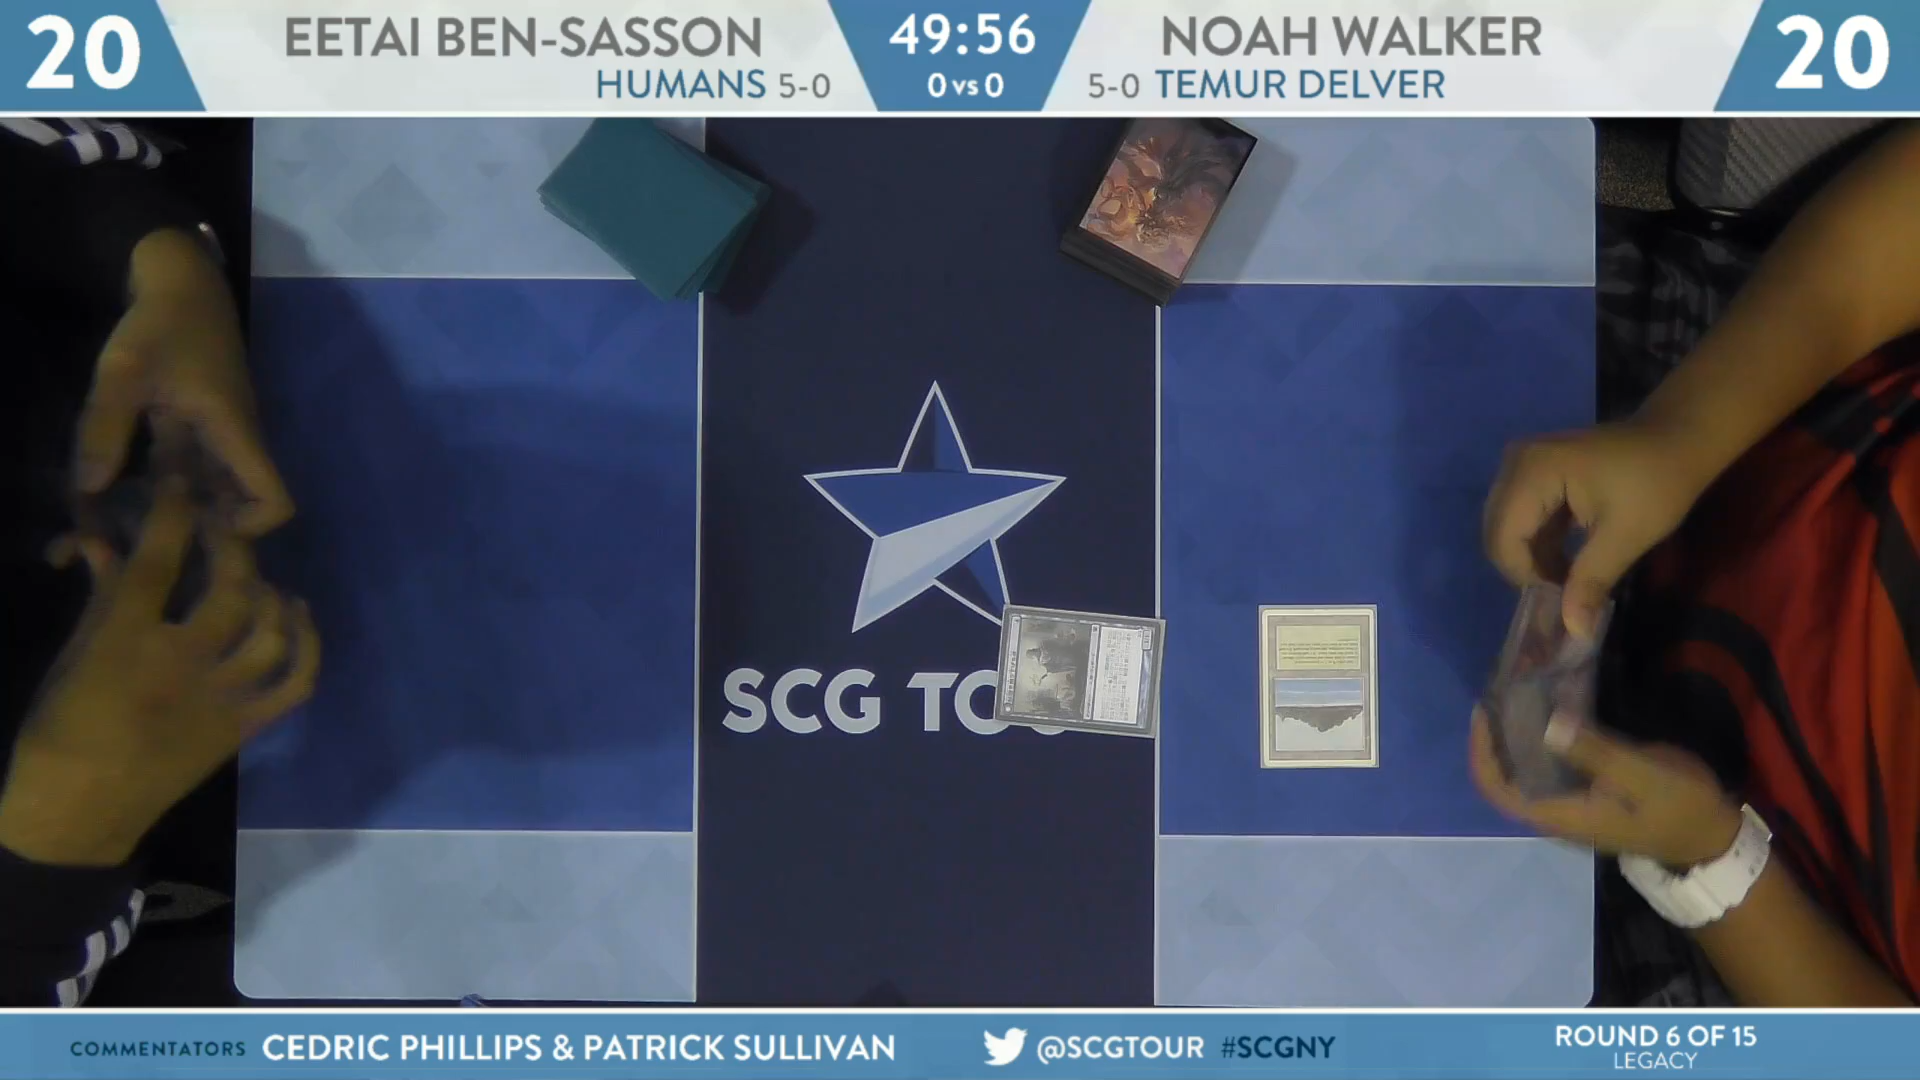 20
EETAI BEN-SASSON
HUMANS 5-0
49:56
0 vs 0
NOAH WALKER
5-0 TEMUR DELVER
20
SCG TO
COMMENTATORS CEDRIC PHILLIPS & PATRICK SULLIVAN
@SCGTOUR #SCGNY
ROUND 6 OF 15
LEGACY